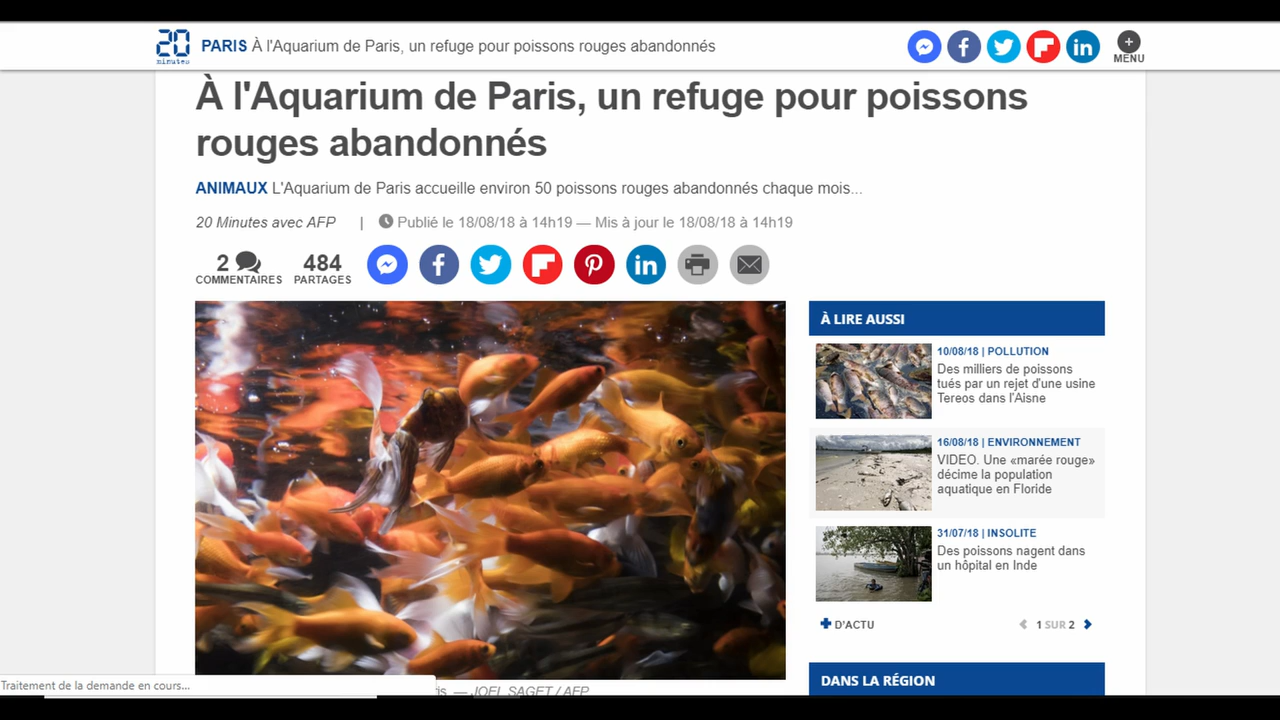 20
minutes
PARIS À l'Aquarium de Paris, un refuge pour poissons rouges abandonnés
MENU
À l'Aquarium de Paris, un refuge pour poissons
rouges abandonnés
ANIMAUX L'Aquarium de Paris accueille environ 50 poissons rouges abandonnés chaque mois...
20 Minutes avec AFP | Publié le 18/08/18 à 14h19 — Mis à jour le 18/08/18 à 14h19
2
COMMENTAIRES
484
PARTAGES
À LIRE AUSSI
10/08/18 | POLLUTION
Des milliers de poissons
tués par un rejet d'une usine
Tereos dans l'Aisne
16/08/18 | ENVIRONNEMENT
VIDEO. Une «marée rouge»
décime la population
aquatique en Floride
31/07/18 | INSOLITE
Des poissons nagent dans
un hôpital en Inde
D'ACTU
1 SUR 2
DANS LA RÉGION
Traitement de la demande en cours...
— JOEL SAGET / AFP